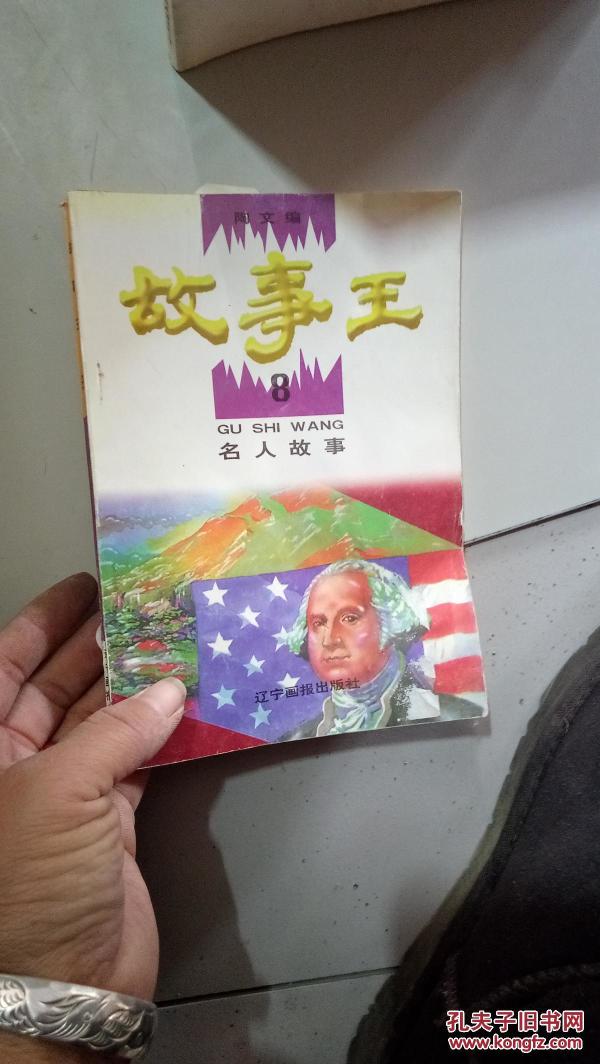 陶文编
故事王
8
GU SHI WANG
名人故事
辽宁画报出版社
孔夫子旧书网
www.kongfz.com